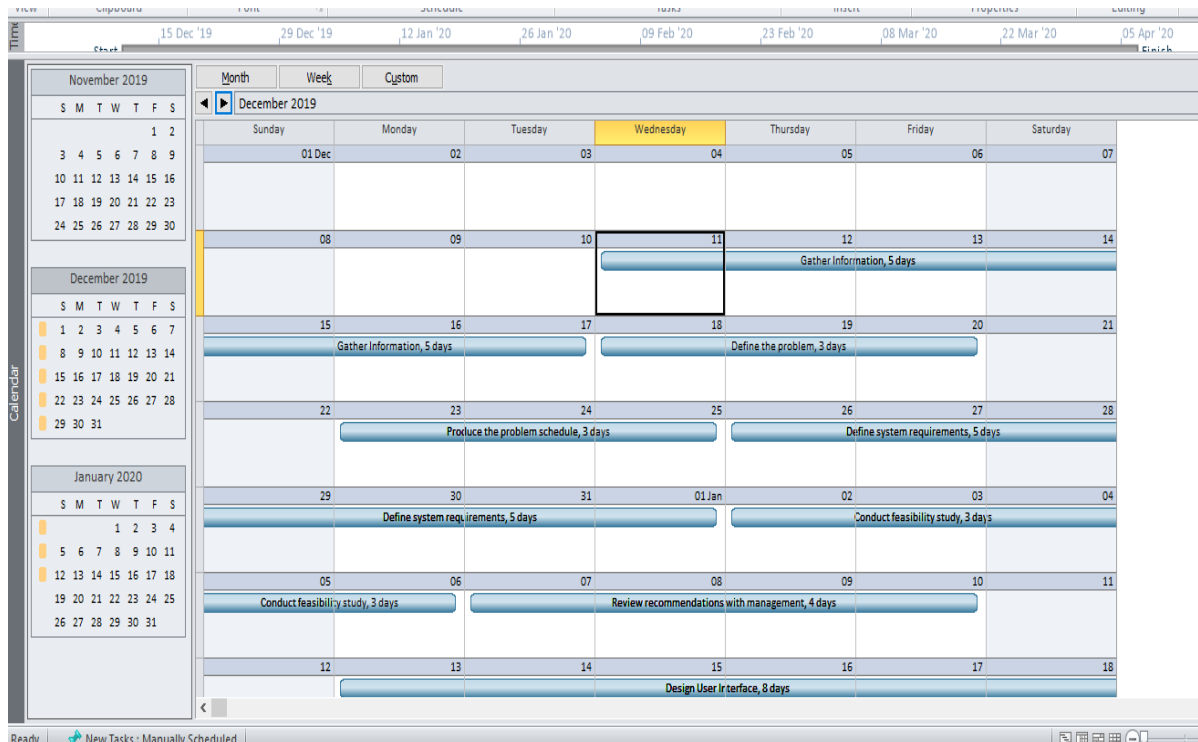 View Clipboard Font Schedule Tasks Insert Properties Editing
Time
15 Dec '19 29 Dec '19 12 Jan '20 26 Jan '20 09 Feb '20 23 Feb '20 08 Mar '20 22 Mar '20 05 Apr '20
Start Finish
Calendar
November 2019
S M T W T F S
1 2
3 4 5 6 7 8 9
10 11 12 13 14 15 16
17 18 19 20 21 22 23
24 25 26 27 28 29 30
December 2019
S M T W T F S
1 2 3 4 5 6 7
8 9 10 11 12 13 14
15 16 17 18 19 20 21
22 23 24 25 26 27 28
29 30 31
January 2020
S M T W T F S
1 2 3 4
5 6 7 8 9 10 11
12 13 14 15 16 17 18
19 20 21 22 23 24 25
26 27 28 29 30 31
Month Week Custom
December 2019
Sunday Monday Tuesday Wednesday Thursday Friday Saturday
01 Dec 02 03 04 05 06 07
08 09 10 11 12 13 14
Gather Information, 5 days
15 16 17 18 19 20 21
Gather Information, 5 days Define the problem, 3 days
22 23 24 25 26 27 28
Produce the problem schedule, 3 days Define system requirements, 5 days
29 30 31 01 Jan 02 03 04
Define system requirements, 5 days Conduct feasibility study, 3 days
05 06 07 08 09 10 11
Conduct feasibility study, 3 days Review recommendations with management, 4 days
12 13 14 15 16 17 18
Design User Interface, 8 days
Ready New Tasks : Manually Scheduled